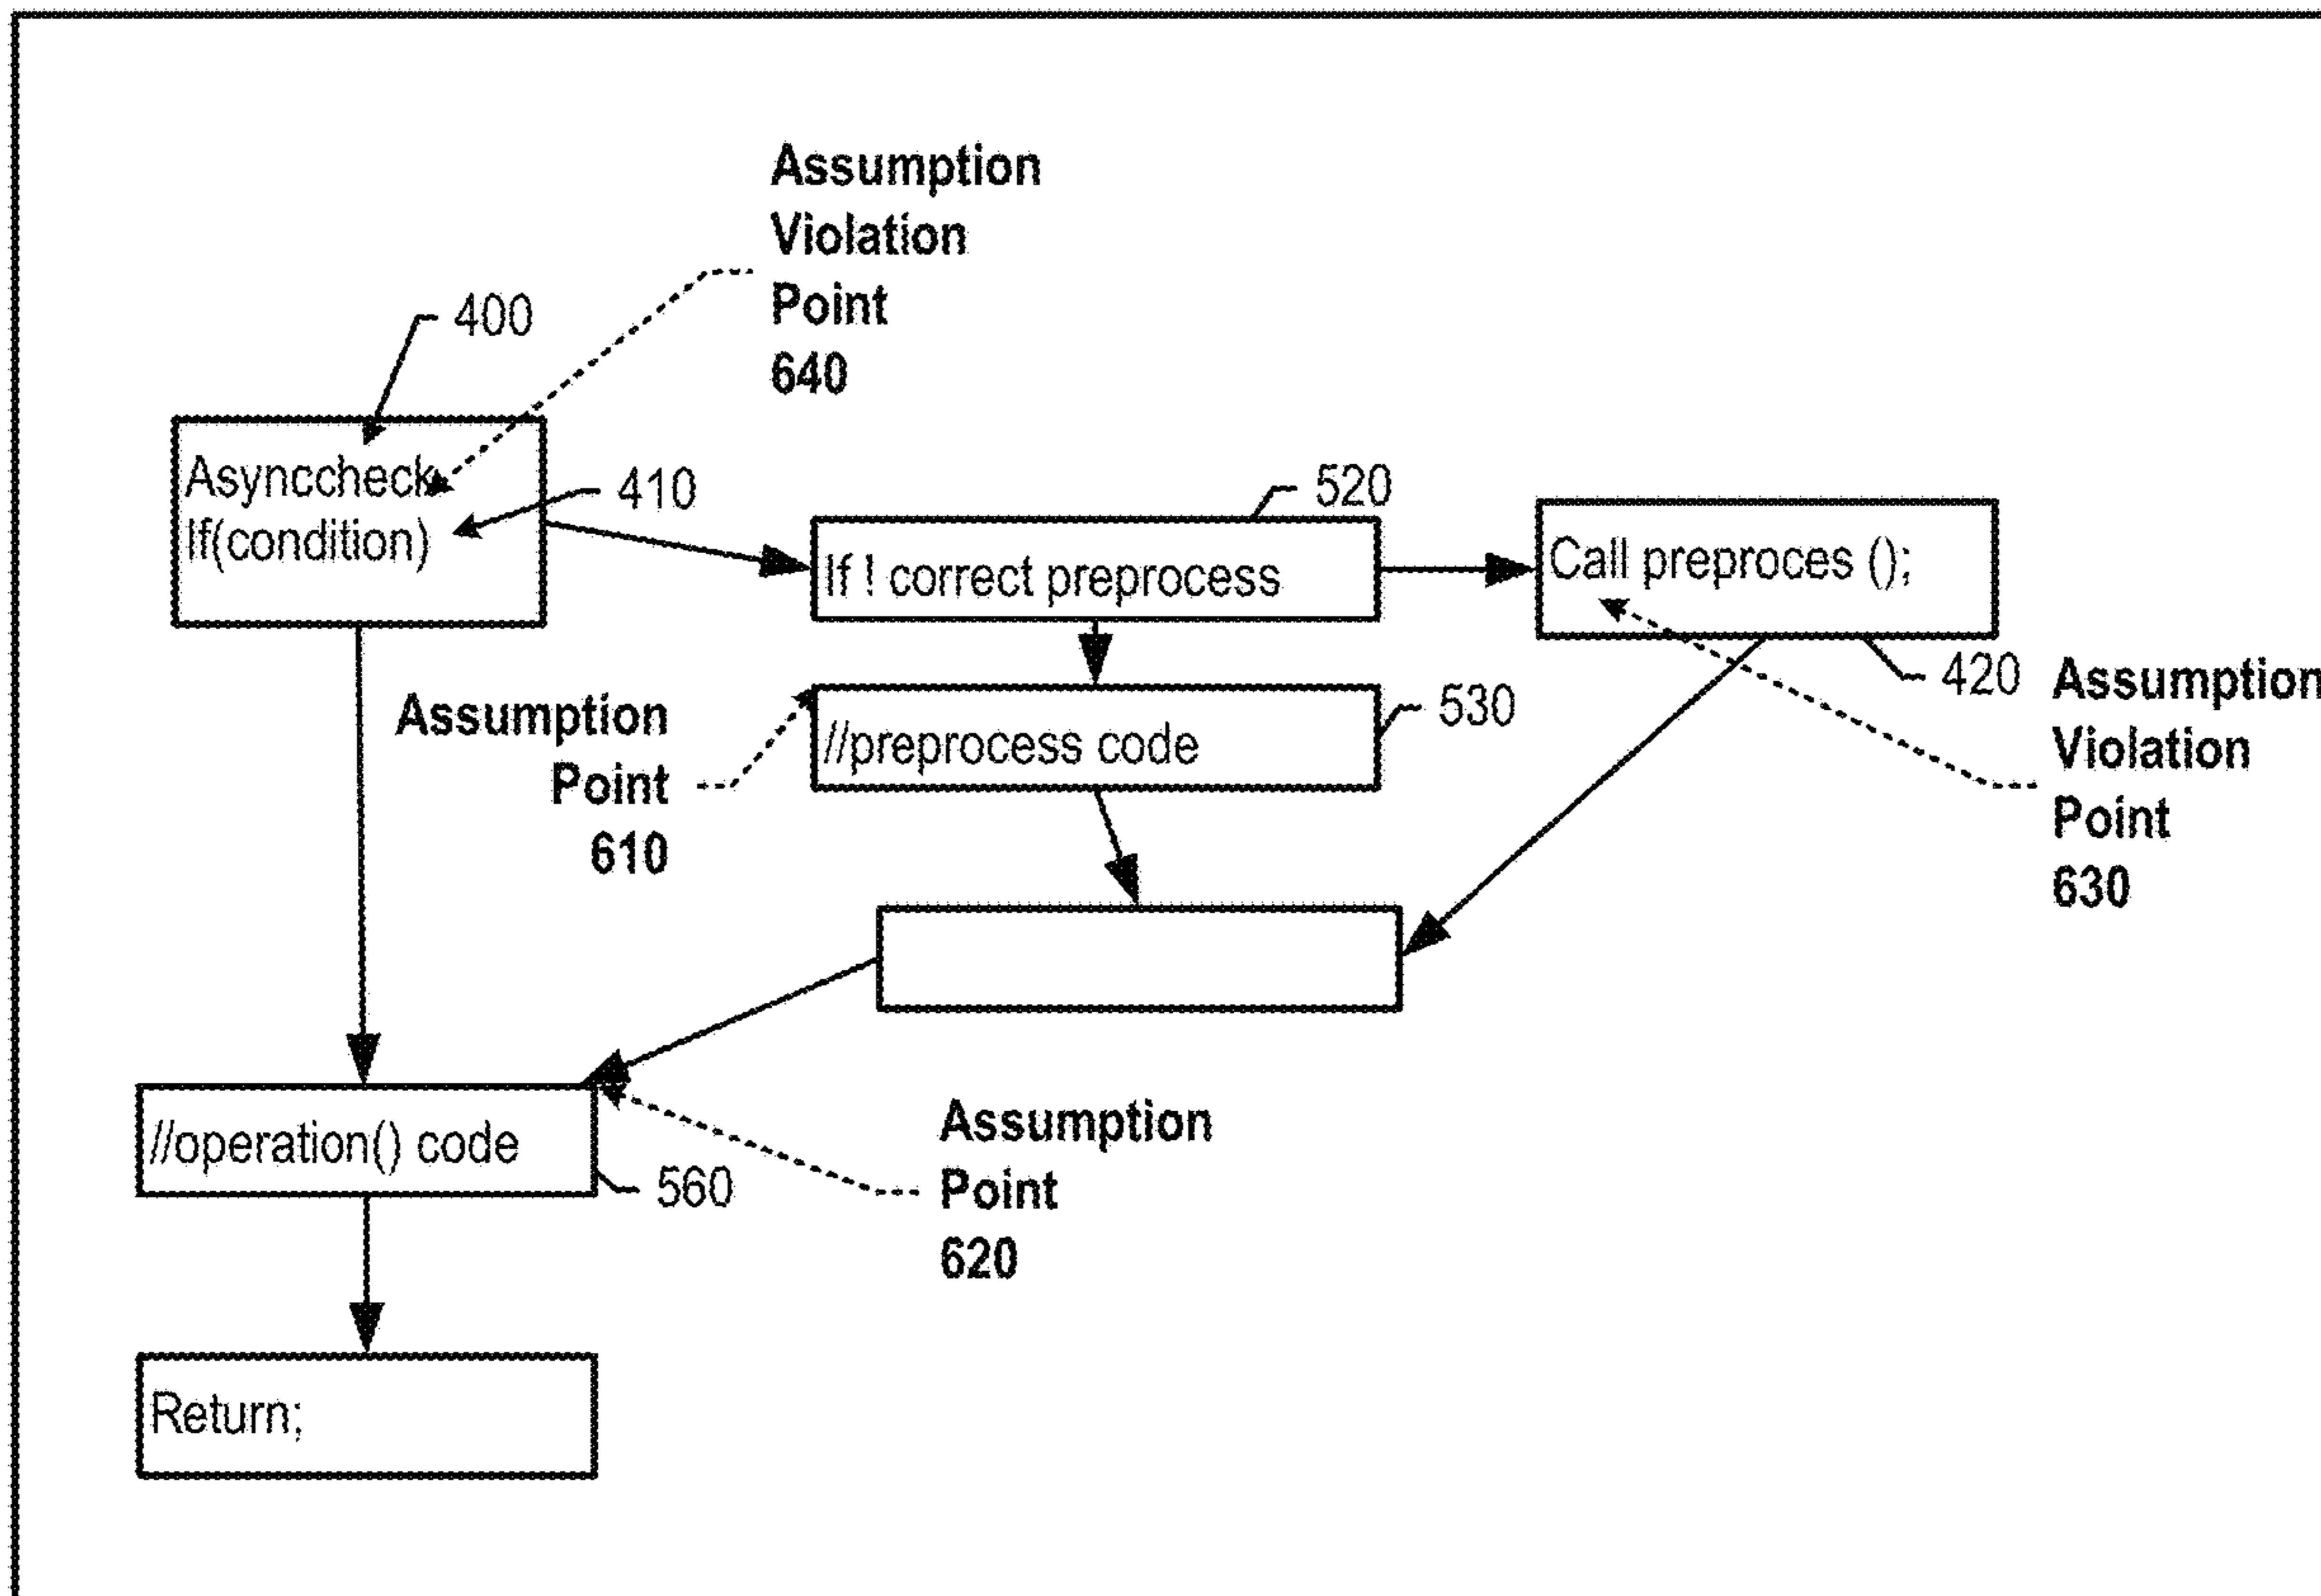 Assumption
Violation
Point
640
400
Asynccheck
If(condition)
410
520
If ! correct preprocess
Call preproces ();
420
Assumption
Violation
Point
630
Assumption
Point
610
530
//preprocess code
//operation() code
560
Assumption
Point
620
Return;